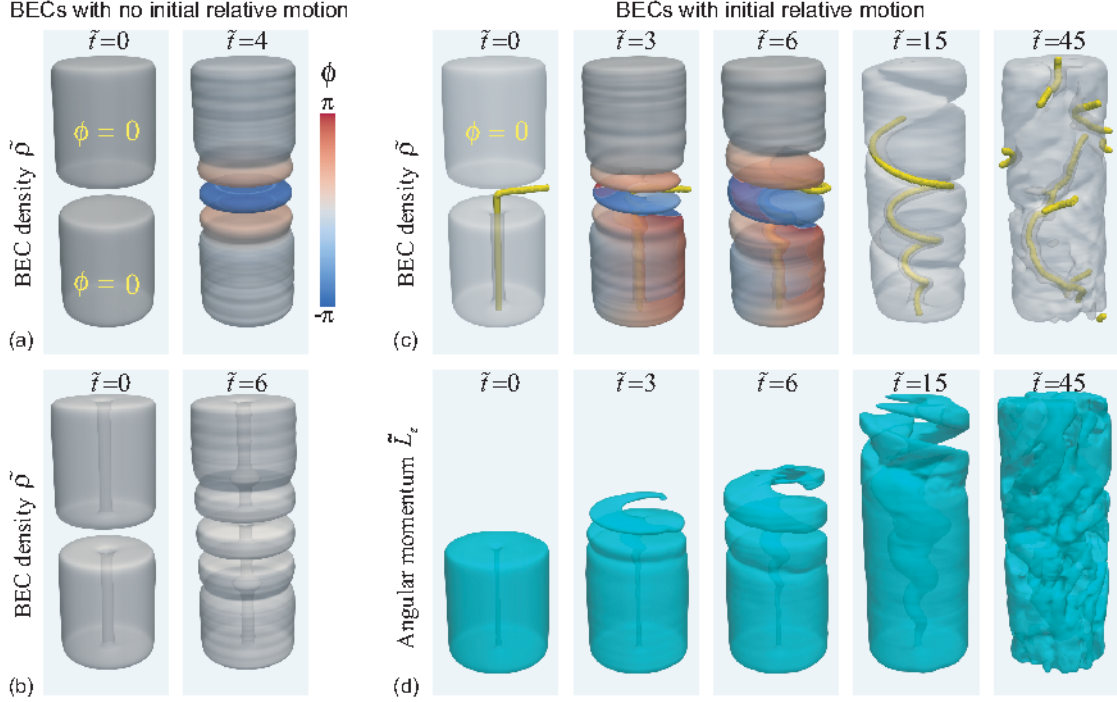 BECs with no initial relative motion
BECs with initial relative motion
t̃=0
t̃=4
ϕ
π
-π
BEC density ρ̃
ϕ = 0
ϕ = 0
(a)
t̃=0
t̃=3
t̃=6
t̃=15
t̃=45
BEC density ρ̃
ϕ = 0
(c)
t̃=0
t̃=6
BEC density ρ̃
(b)
t̃=0
t̃=3
t̃=6
t̃=15
t̃=45
Angular momentum L̃z
(d)